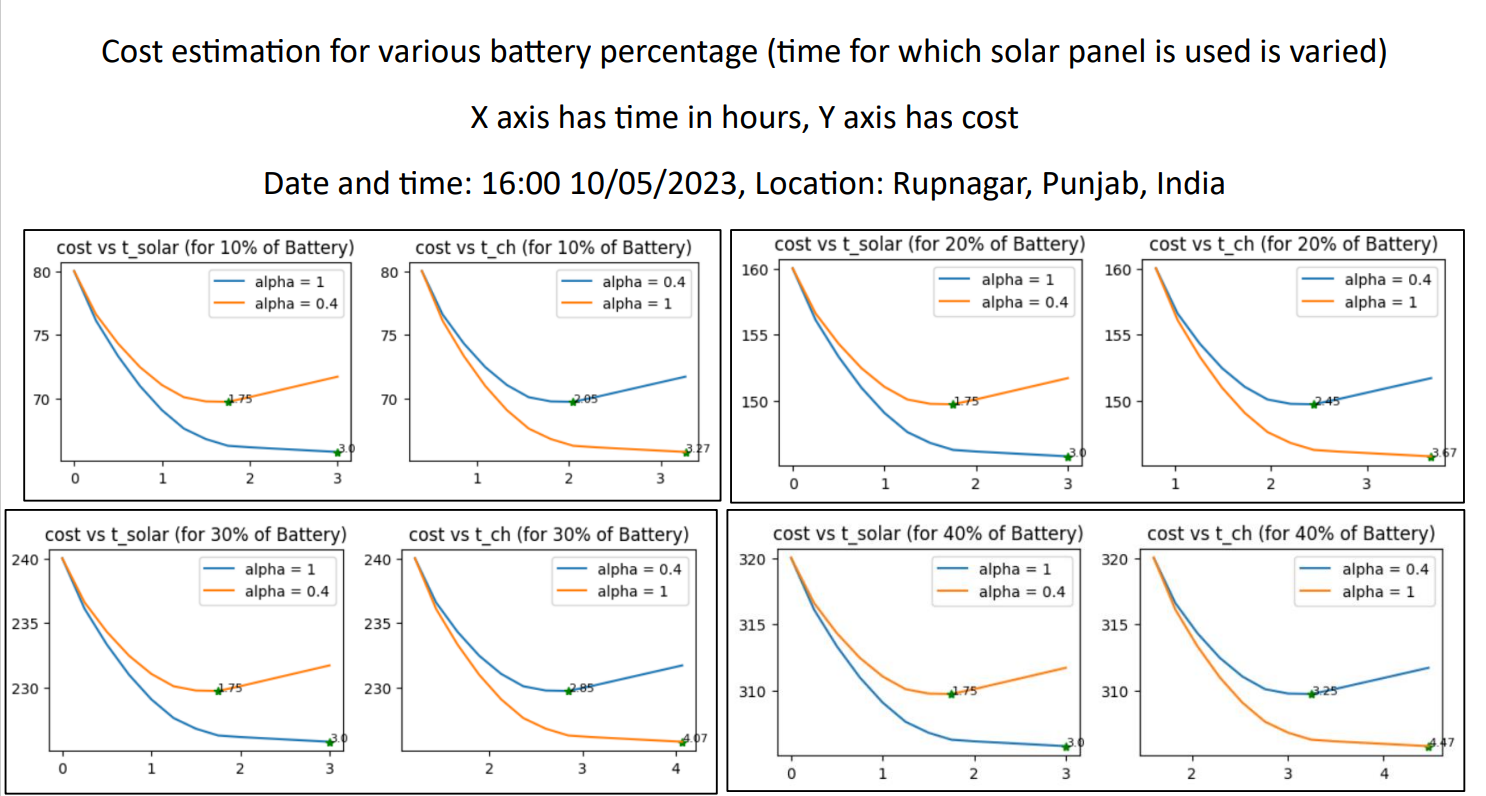 Cost estimation for various battery percentage (time for which solar panel is used is varied)
X axis has time in hours, Y axis has cost
Date and time: 16:00 10/05/2023, Location: Rupnagar, Punjab, India
cost vs t_solar (for 10% of Battery)
80
75
70
alpha = 1
alpha = 0.4
1.75
3.0
0 1 2 3
cost vs t_ch (for 10% of Battery)
80
75
70
alpha = 0.4
alpha = 1
2.05
3.27
1 2 3
cost vs t_solar (for 20% of Battery)
160
155
150
alpha = 1
alpha = 0.4
1.75
3.0
0 1 2 3
cost vs t_ch (for 20% of Battery)
160
155
150
alpha = 0.4
alpha = 1
2.45
3.67
1 2 3
cost vs t_solar (for 30% of Battery)
240
235
230
alpha = 1
alpha = 0.4
1.75
3.0
0 1 2 3
cost vs t_ch (for 30% of Battery)
240
235
230
alpha = 0.4
alpha = 1
2.85
4.07
2 3 4
cost vs t_solar (for 40% of Battery)
320
315
310
alpha = 1
alpha = 0.4
1.75
3.0
0 1 2 3
cost vs t_ch (for 40% of Battery)
320
315
310
alpha = 0.4
alpha = 1
3.25
4.47
2 3 4